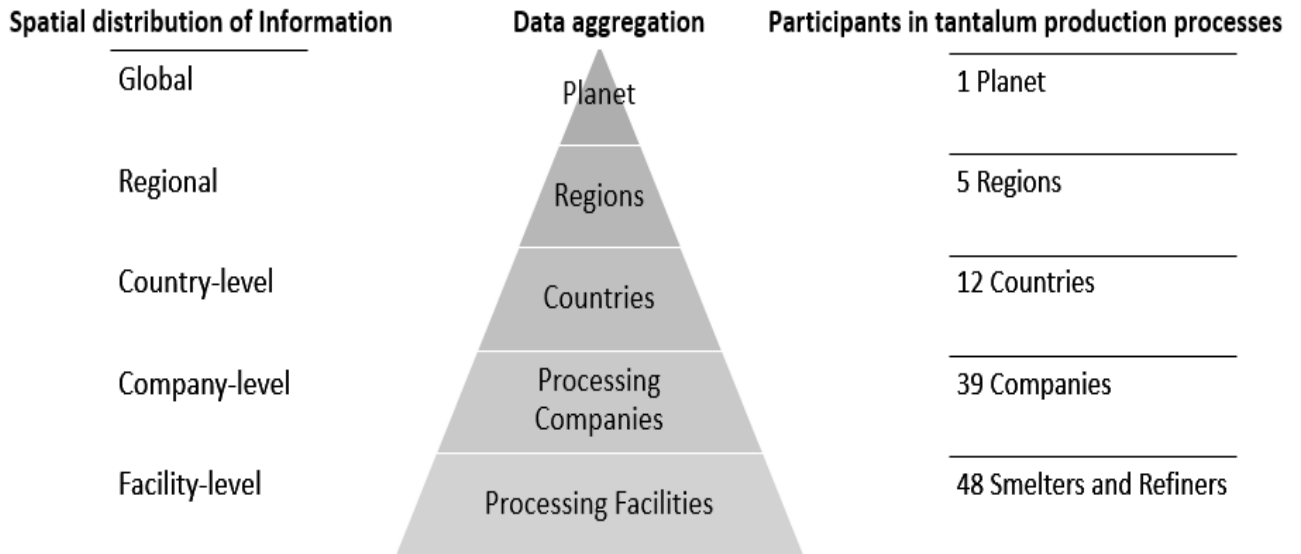 Spatial distribution of Information Data aggregation Participants in tantalum production processes
Global Planet 1 Planet
Regional Regions 5 Regions
Country-level Countries 12 Countries
Company-level Processing Companies 39 Companies
Facility-level Processing Facilities 48 Smelters and Refiners